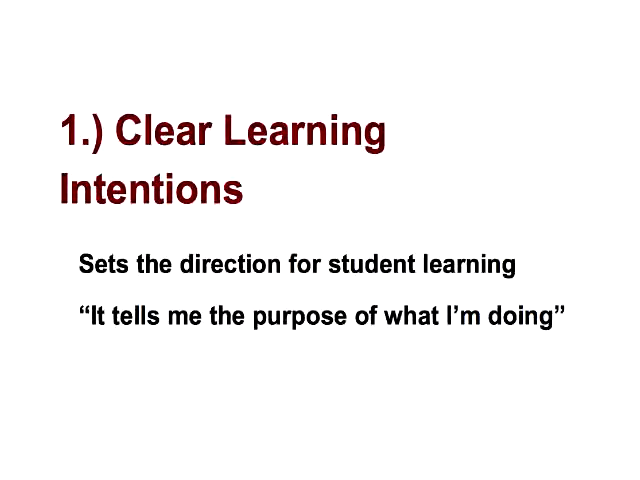 1.) Clear Learning
Intentions
Sets the direction for student learning
“It tells me the purpose of what I’m doing”